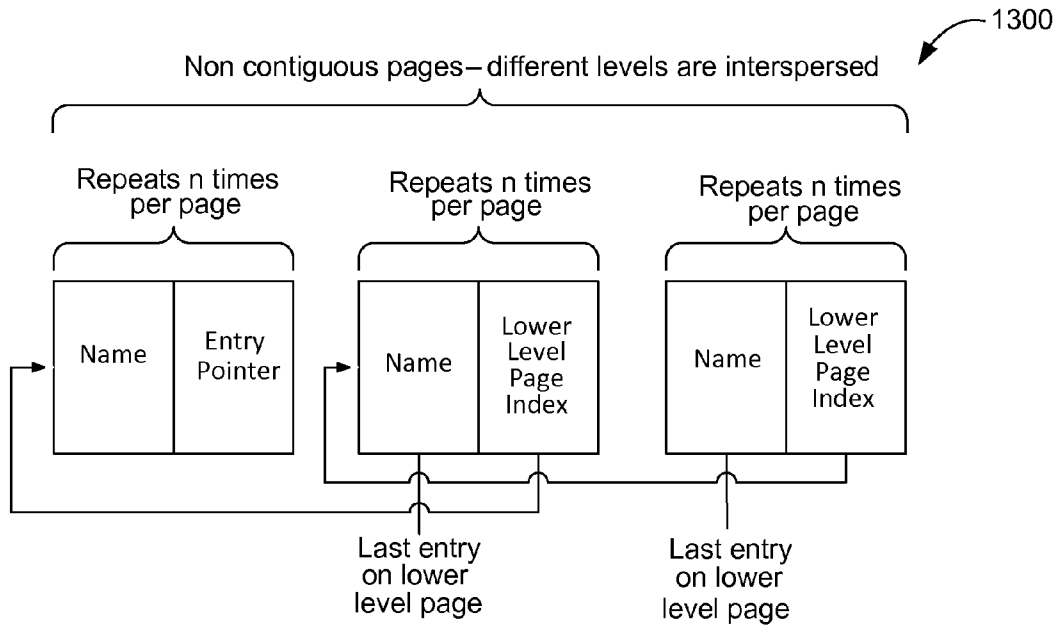 1300
Non contiguous pages – different levels are interspersed
Repeats n times
per page
Repeats n times
per page
Repeats n times
per page
Name
Entry
Pointer
Name
Lower
Level
Page
Index
Name
Lower
Level
Page
Index
Last entry
on lower
level page
Last entry
on lower
level page